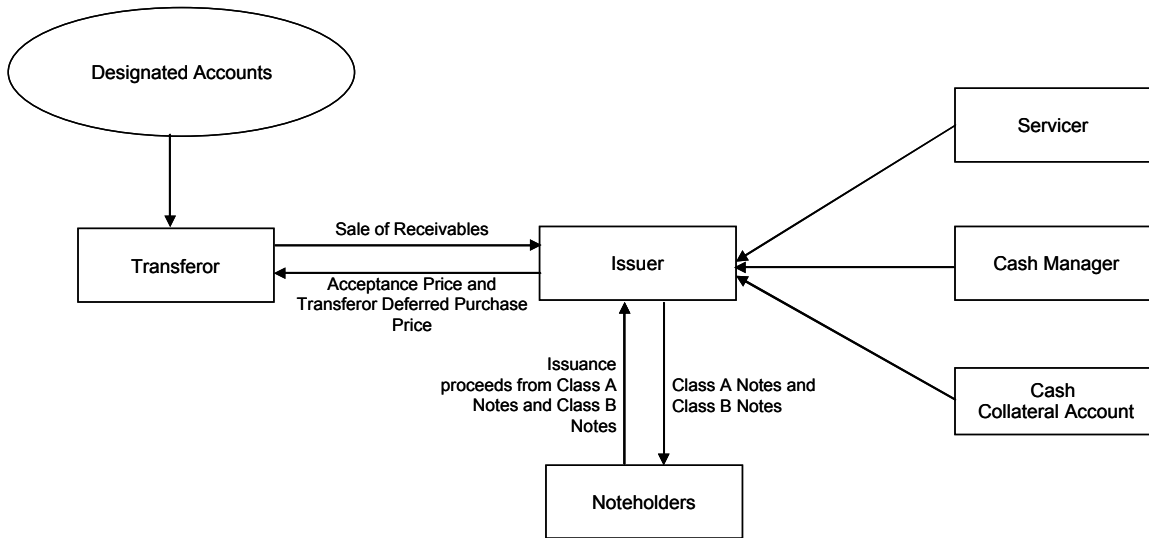 Designated Accounts
Servicer
Sale of Receivables
Transferor
Issuer
Cash Manager
Acceptance Price and
Transferor Deferred Purchase
Price
Issuance
proceeds from Class A
Notes and Class B
Notes
Class A Notes and
Class B Notes
Cash
Collateral Account
Noteholders